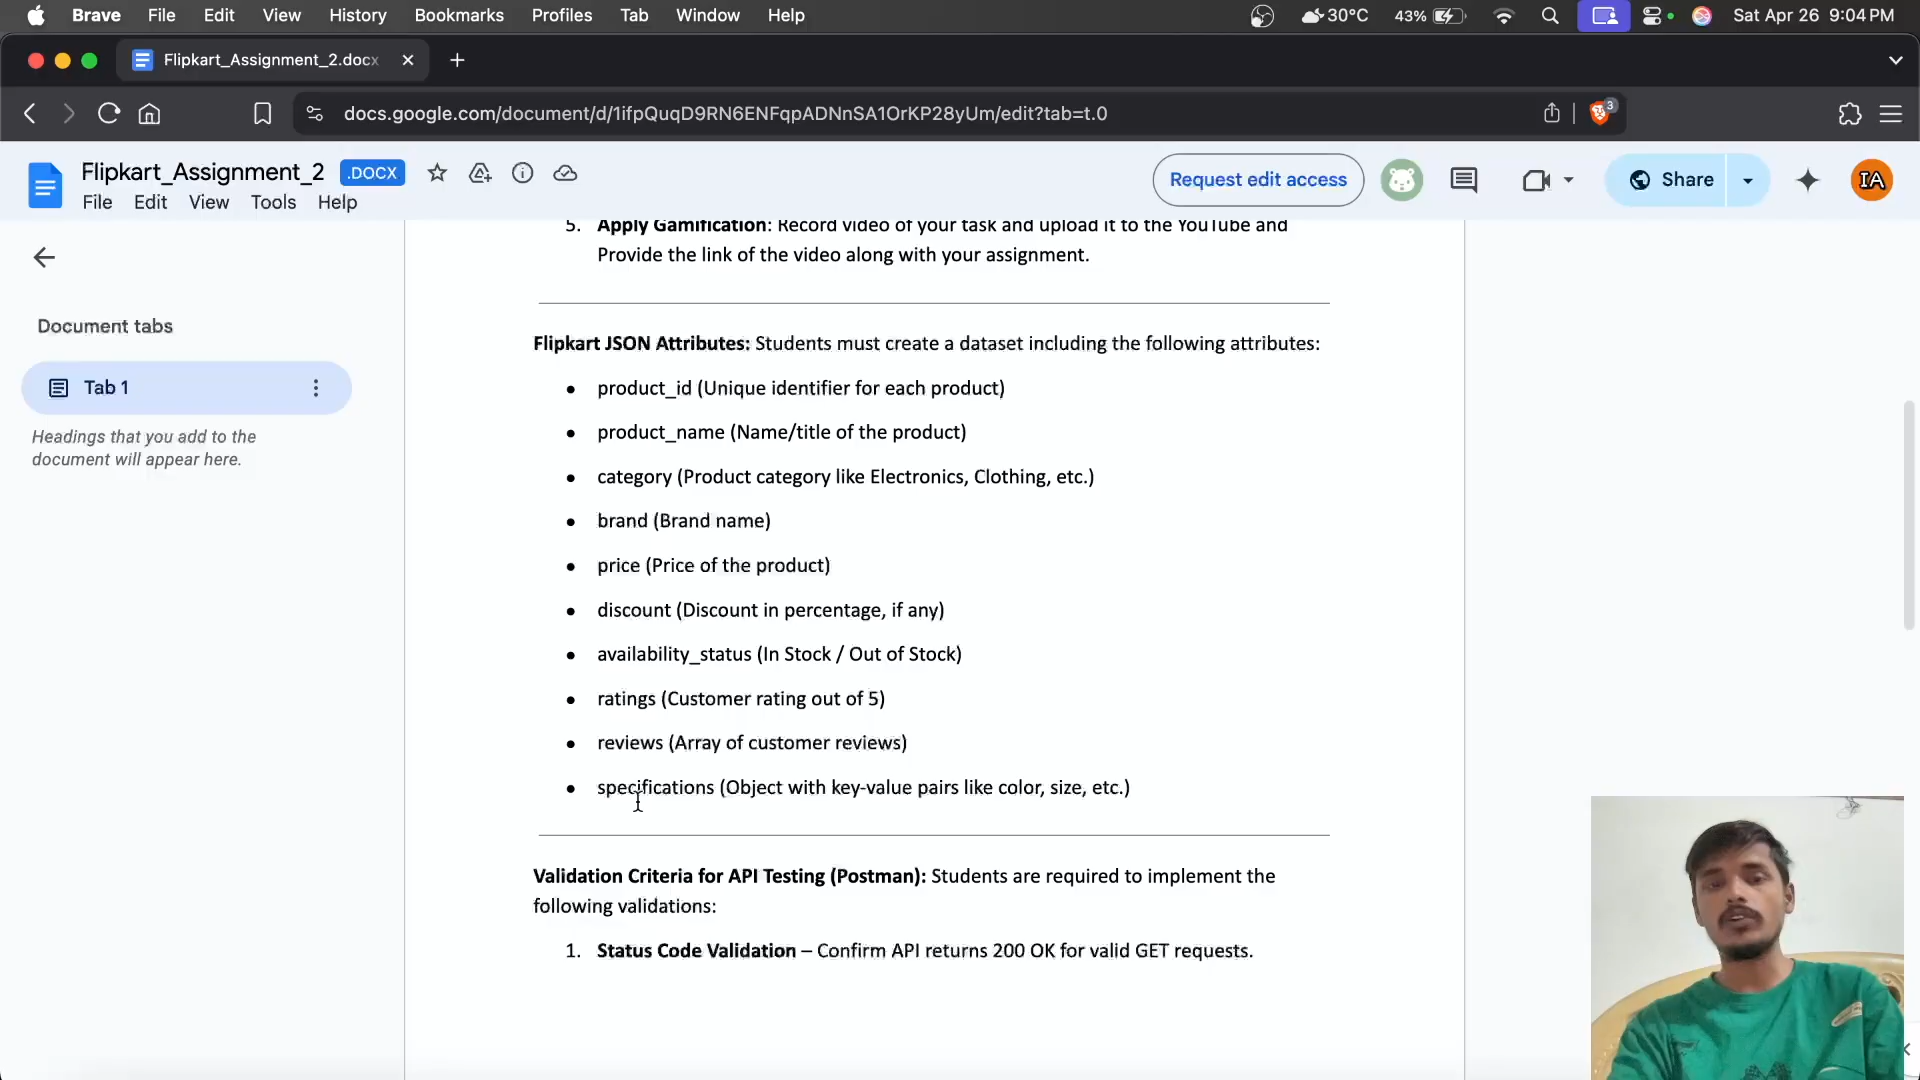 Brave File Edit View History Bookmarks Profiles Tab Window Help 30°C 43% Sat Apr 26 9:04 PM
Flipkart_Assignment_2.docx
docs.google.com/document/d/1ifpQuqD9RN6ENFqpADNnSA1OrKP28yUm/edit?tab=t.0 3
Flipkart_Assignment_2 .DOCX
File Edit View Tools Help
Request edit access
Share
IA
5. Apply Gamification: Record video of your task and upload it to the YouTube and
Provide the link of the video along with your assignment.
Document tabs
Tab 1
Headings that you add to the
document will appear here.
Flipkart JSON Attributes: Students must create a dataset including the following attributes:
• product_id (Unique identifier for each product)
• product_name (Name/title of the product)
• category (Product category like Electronics, Clothing, etc.)
• brand (Brand name)
• price (Price of the product)
• discount (Discount in percentage, if any)
• availability_status (In Stock / Out of Stock)
• ratings (Customer rating out of 5)
• reviews (Array of customer reviews)
• specifications (Object with key-value pairs like color, size, etc.)
Validation Criteria for API Testing (Postman): Students are required to implement the
following validations:
1. Status Code Validation – Confirm API returns 200 OK for valid GET requests.